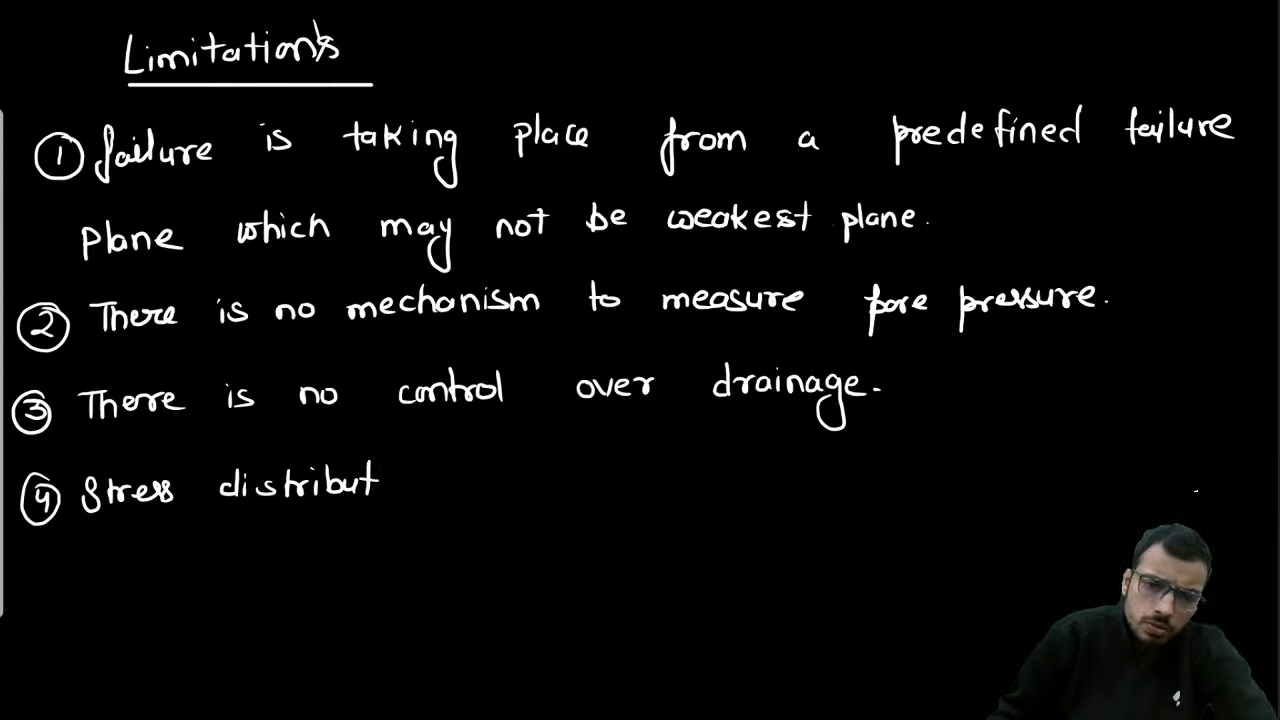 Limitations
① failure is taking place from a predefined failure
plane which may not be weakest plane.
② There is no mechanism to measure pore pressure.
③ There is no control over drainage.
④ Stress distribut